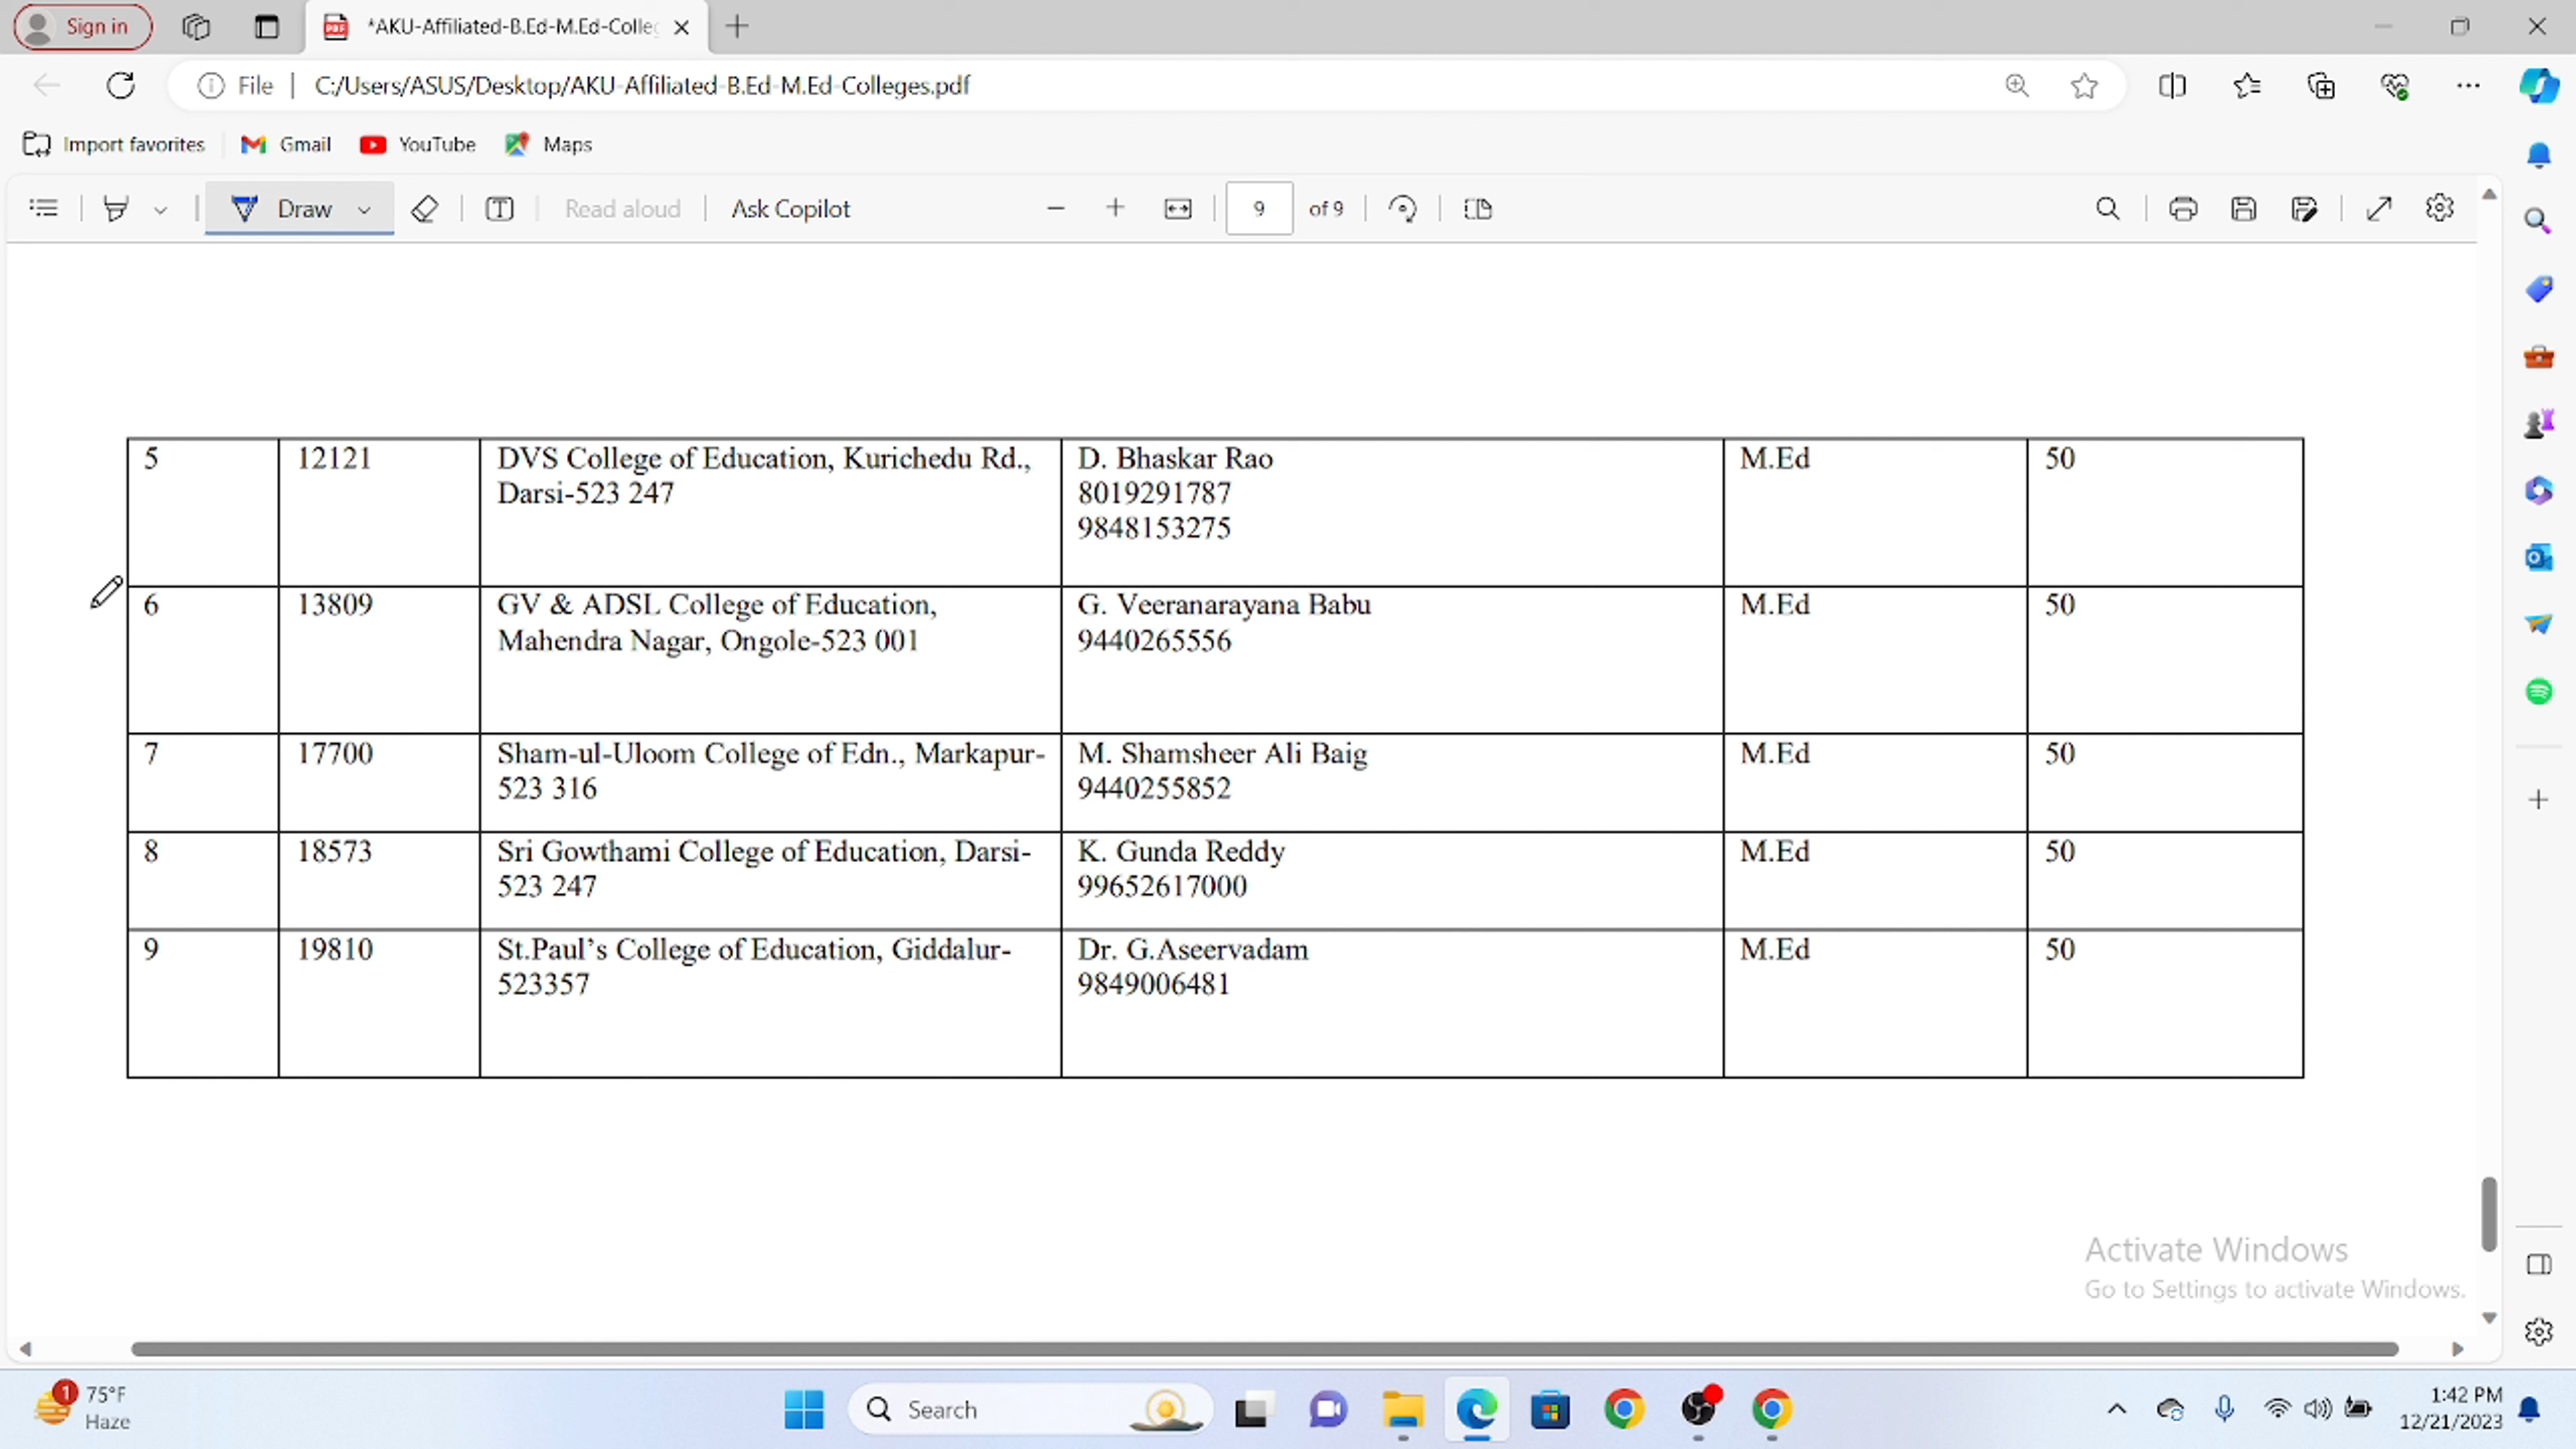 Sign in
*AKU-Affiliated-B.Ed-M.Ed-Colle
File
C:/Users/ASUS/Desktop/AKU-Affiliated-B.Ed-M.Ed-Colleges.pdf
Import favorites
Gmail
YouTube
Maps
Draw
Read aloud
Ask Copilot
9
of 9
5
12121
DVS College of Education, Kurichedu Rd.,
Darsi-523 247
D. Bhaskar Rao
8019291787
9848153275
M.Ed
50
6
13809
GV & ADSL College of Education,
Mahendra Nagar, Ongole-523 001
G. Veeranarayana Babu
9440265556
M.Ed
50
7
17700
Sham-ul-Uloom College of Edn., Markapur-
523 316
M. Shamsheer Ali Baig
9440255852
M.Ed
50
8
18573
Sri Gowthami College of Education, Darsi-
523 247
K. Gunda Reddy
99652617000
M.Ed
50
9
19810
St.Paul’s College of Education, Giddalur-
523357
Dr. G.Aseervadam
9849006481
M.Ed
50
Activate Windows
Go to Settings to activate Windows.
1
75°F
Haze
Search
1:42 PM
12/21/2023